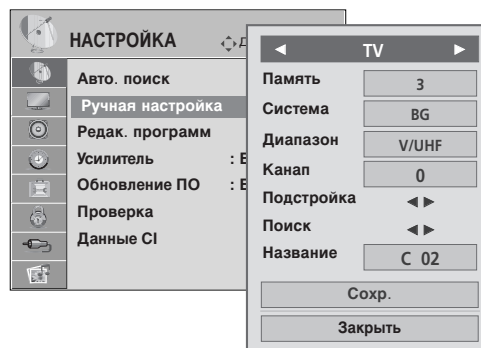 НАСТРОЙКА Д
Авто. поиск
Ручная настройка
Редак. программ
Усилитель : В
Обновление ПО : В
Проверка
Данные CI
TV
Память 3
Система BG
Диапазон V/UHF
Канап 0
Подстройка
Поиск
Название C 02
Сохр.
Закрыть